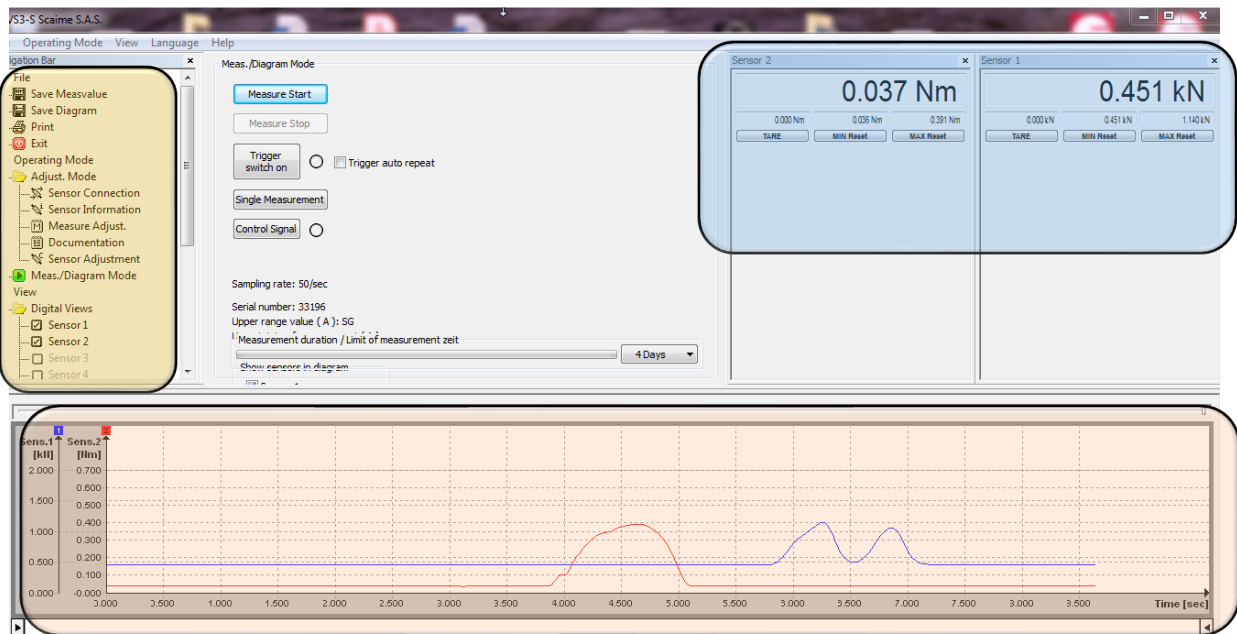 VS3-S Scaime S.A.S.
Operating Mode View Language Help
igation Bar
File
Save Measvalue
Save Diagram
Print
Exit
Operating Mode
Adjust. Mode
Sensor Connection
Sensor Information
Measure Adjust.
Documentation
Sensor Adjustment
Meas./Diagram Mode
View
Digital Views
Sensor 1
Sensor 2
Sensor 3
Sensor 4
Meas./Diagram Mode
Measure Start
Measure Stop
Trigger
switch on
Trigger auto repeat
Single Measurement
Control Signal
Sampling rate: 50/sec
Serial number: 33196
Upper range value ( A ): SG
Measurement duration / Limit of measurement zeit
4 Days
Show sensors in diagram
Sensor 2
0.037 Nm
0.000 Nm 0.036 Nm 0.391 Nm
TARE MIN Reset MAX Reset
Sensor 1
0.451 kN
0.000 kN 0.451 kN 1.140 kN
TARE MIN Reset MAX Reset
1 2
Sens.1 Sens.2
[kN] [Nm]
2.000 0.700
0.600
1.500 0.500
0.400
1.000 0.300
0.500 0.200
0.100
0.000 -0.000
0.000 0.500 1.000 1.500 2.000 2.500 3.000 3.500 4.000 4.500 5.000 5.500 6.000 6.500 7.000 7.500 8.000 8.500 Time [sec]